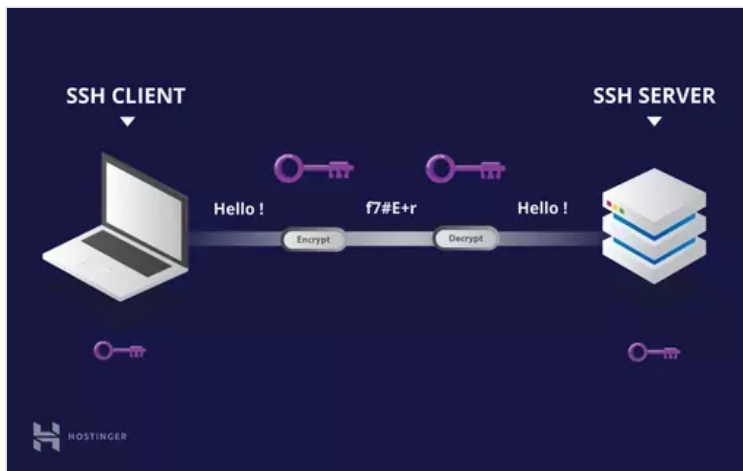 SSH CLIENT
SSH SERVER
Hello !
f7#E+r
Hello !
Encrypt
Decrypt
HOSTINGER